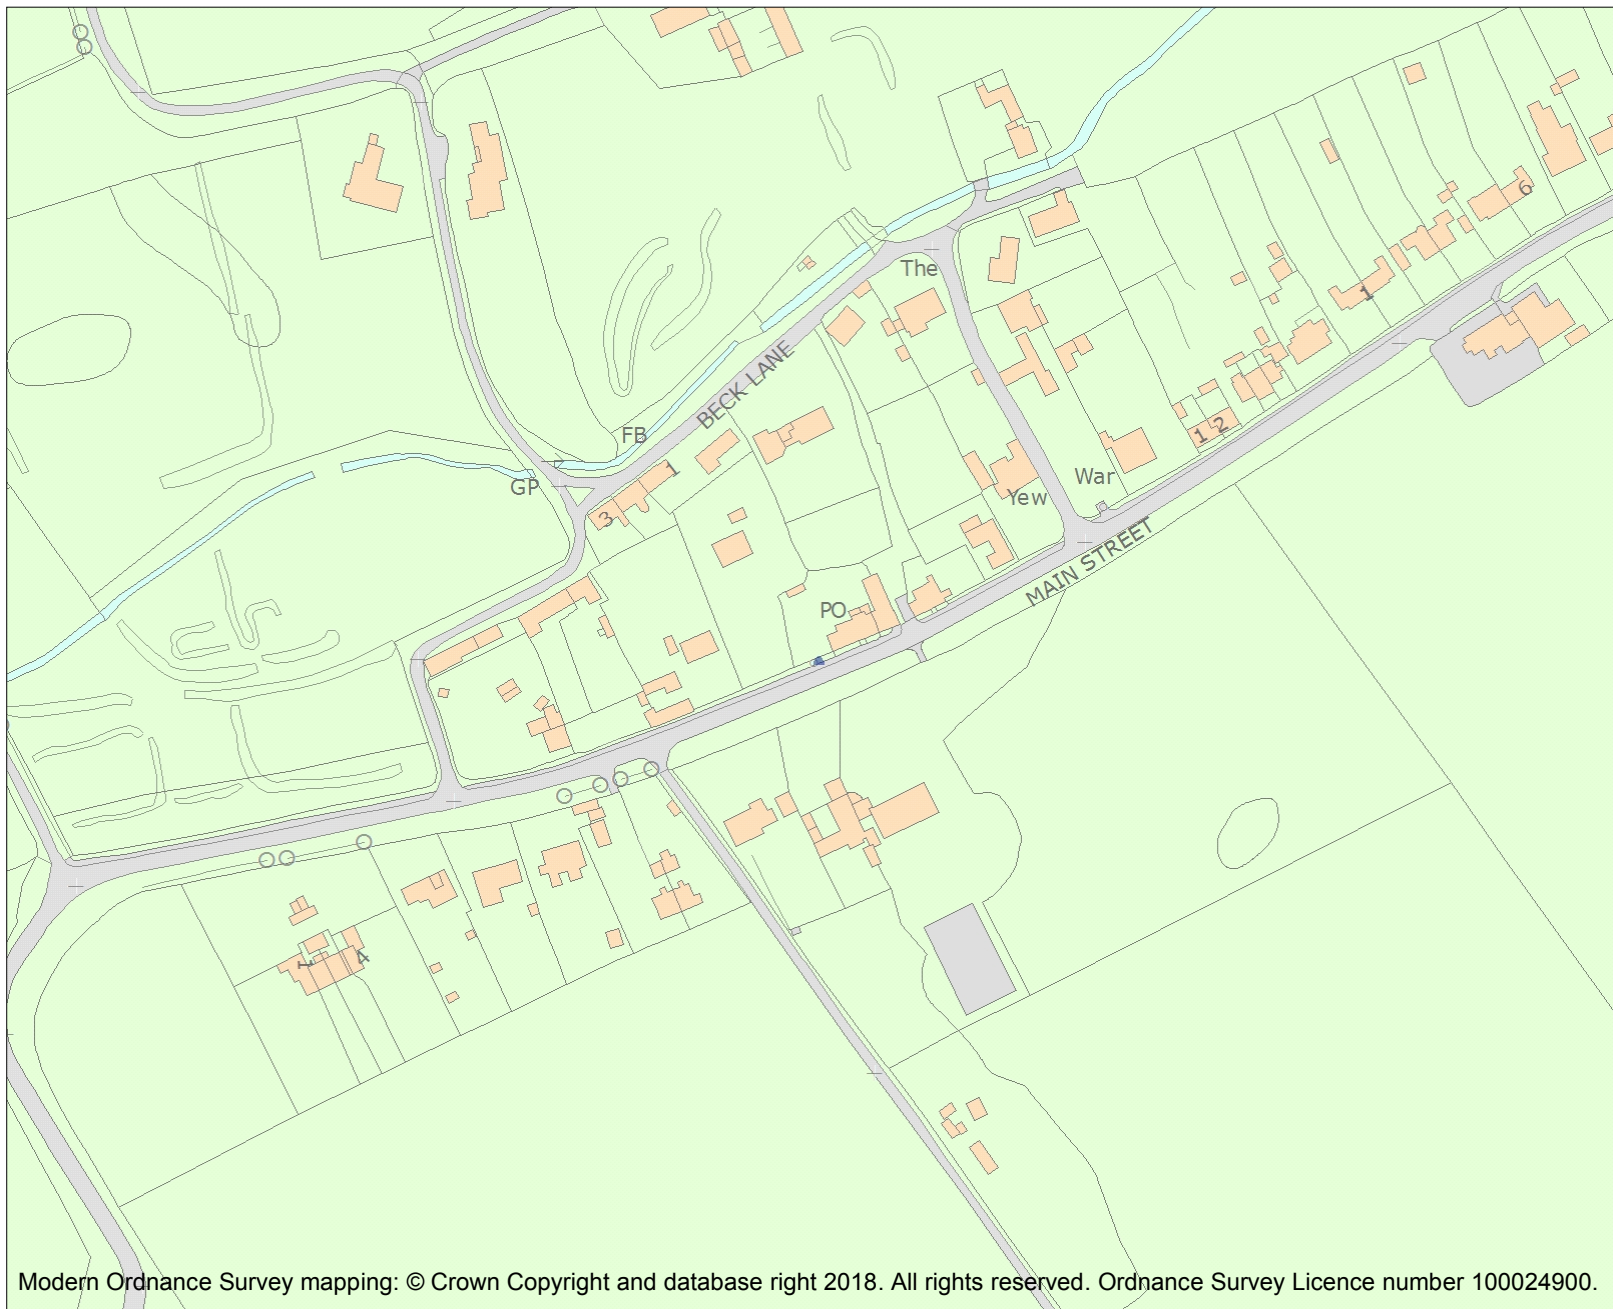 6
The
1
BECK LANE
FB
1 2
1
GP
War
Yew
3
MAIN STREET
PO
1
4
Modern Ordnance Survey mapping: © Crown Copyright and database right 2018. All rights reserved. Ordnance Survey Licence number 100024900.